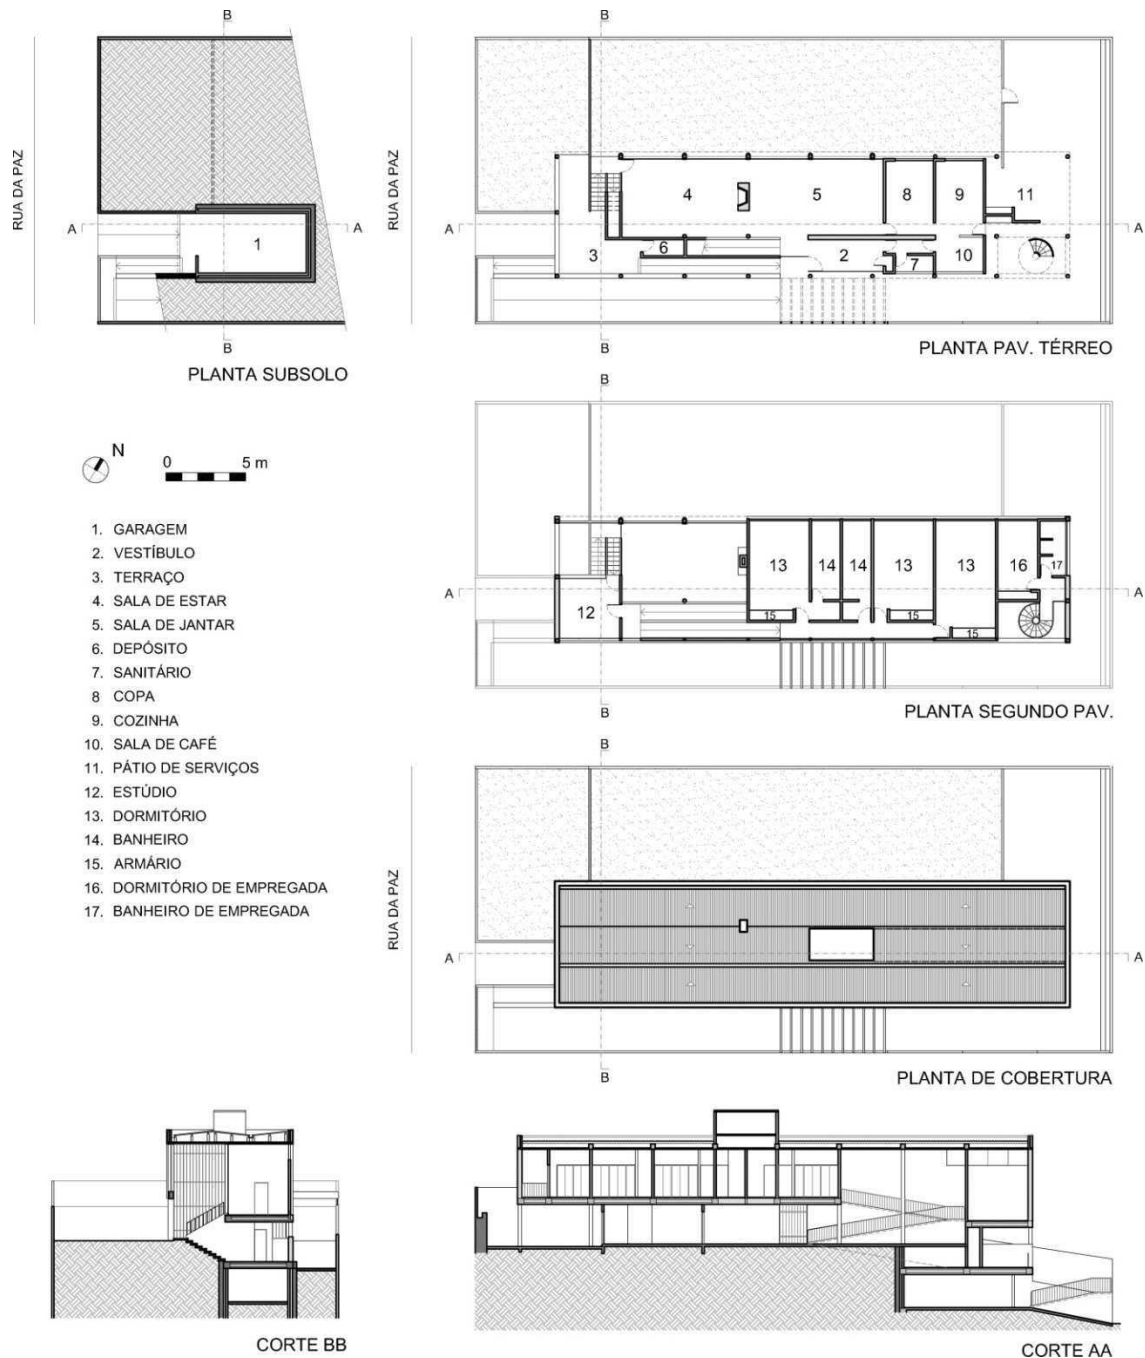 B
RUA DA PAZ
A
1
A
B
PLANTA SUBSOLO
B
RUA DA PAZ
4
5
8
9
11
A
3
6
2
7
10
A
B
PLANTA PAV. TÉRREO
B
13
14
14
13
13
16
17
A
12
15
15
15
A
B
PLANTA SEGUNDO PAV.
N
0
5 m
1. GARAGEM
2. VESTÍBULO
3. TERRAÇO
4. SALA DE ESTAR
5. SALA DE JANTAR
6. DEPÓSITO
7. SANITÁRIO
8 COPA
9. COZINHA
10. SALA DE CAFÉ
11. PÁTIO DE SERVIÇOS
12. ESTÚDIO
13. DORMITÓRIO
14. BANHEIRO
15. ARMÁRIO
16. DORMITÓRIO DE EMPREGADA
17. BANHEIRO DE EMPREGADA
B
RUA DA PAZ
A
A
B
PLANTA DE COBERTURA
CORTE BB
CORTE AA